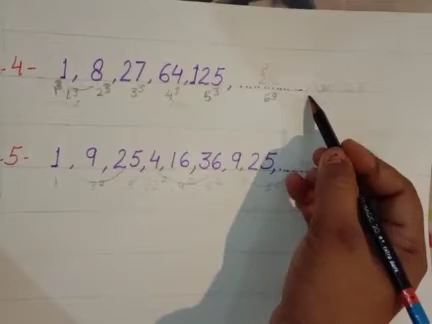 4- 1, 8, 27, 64, 125, ..............
1³ 2³ 3³ 4³ 5³ 6³
5- 1, 9, 25, 4, 16, 36, 9, 25, ......